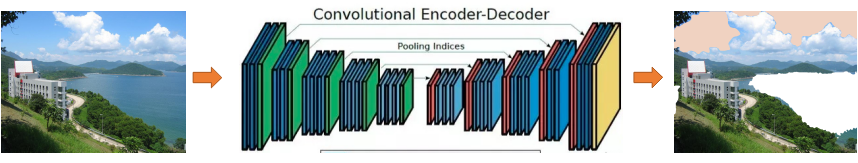 Convolutional Encoder-Decoder
Pooling Indices